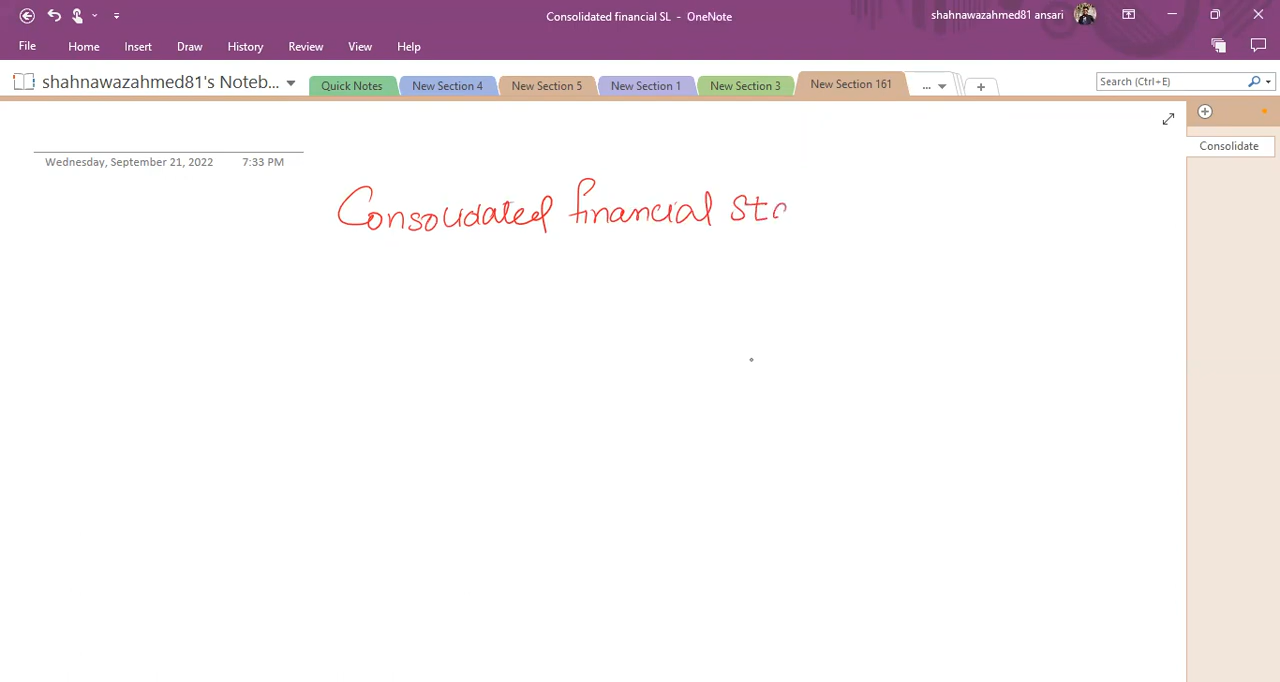 Consolidated financial SL - OneNote
shahnawazahmed81 ansari
File Home Insert Draw History Review View Help
shahnawazahmed81's Noteb... Quick Notes New Section 4 New Section 5 New Section 1 New Section 3 New Section 161 ... + Search (Ctrl+E)
Consolidate
Wednesday, September 21, 2022 7:33 PM
Consolidated financial